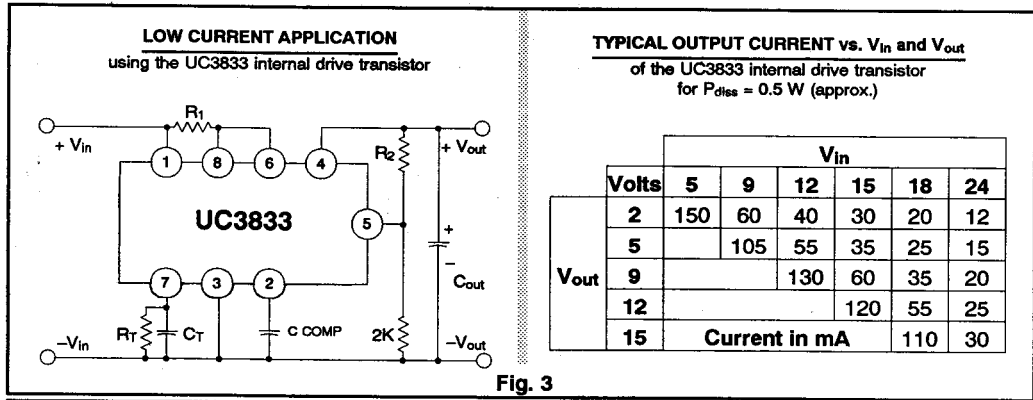 LOW CURRENT APPLICATION
using the UC3833 internal drive transistor
R1
+ Vin
1 8 6 4
R2
+ Vout
UC3833
5
+
−
Cout
7 3 2
RT
CT
C COMP
2K
−Vin
−Vout
TYPICAL OUTPUT CURRENT vs. Vin and Vout
of the UC3833 internal drive transistor
for Pdiss = 0.5 W (approx.)
Vin
Volts 5 9 12 15 18 24
2 150 60 40 30 20 12
5 105 55 35 25 15
Vout 9 130 60 35 20
12 120 55 25
15 Current in mA 110 30
Fig. 3